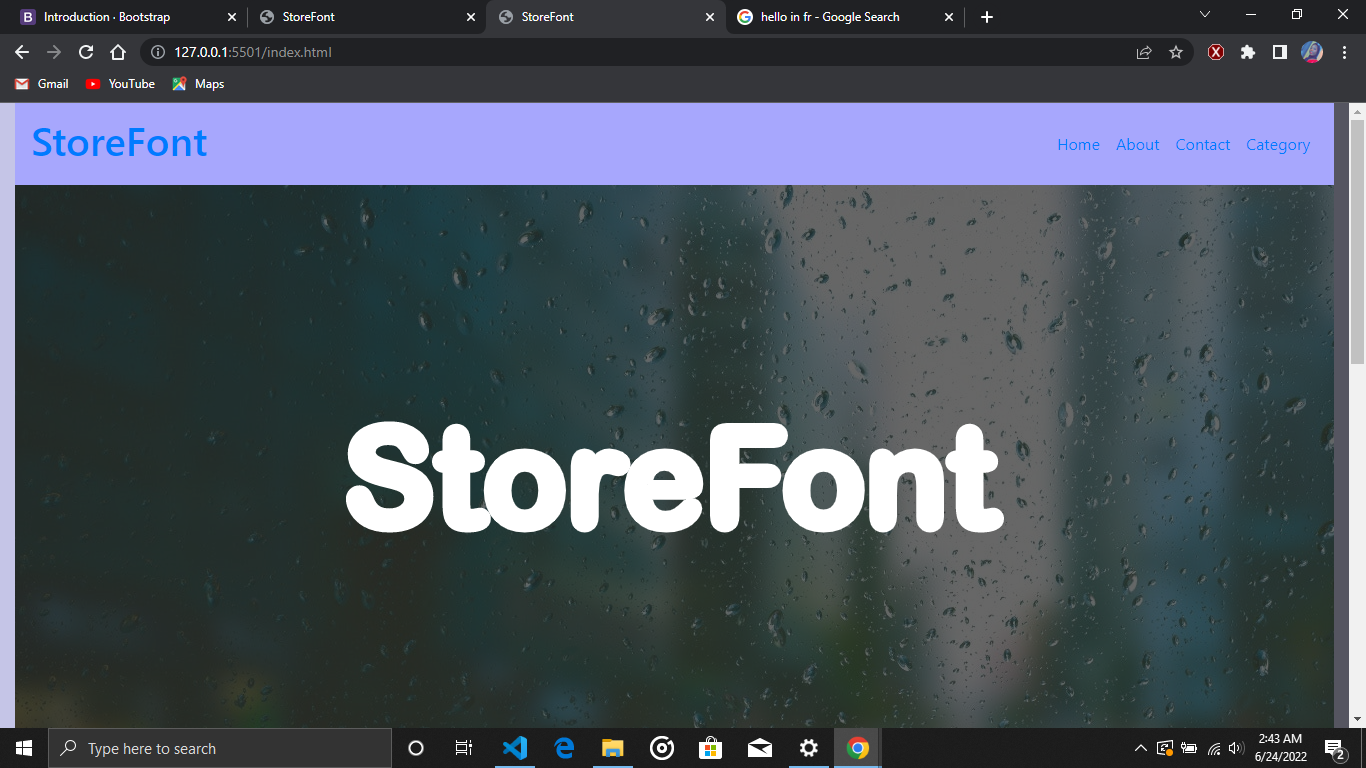 Introduction · Bootstrap
StoreFont
StoreFont
hello in fr - Google Search
127.0.0.1:5501/index.html
Gmail
YouTube
Maps
StoreFont
Home About Contact Category
StoreFont
Type here to search
2:43 AM
6/24/2022
2